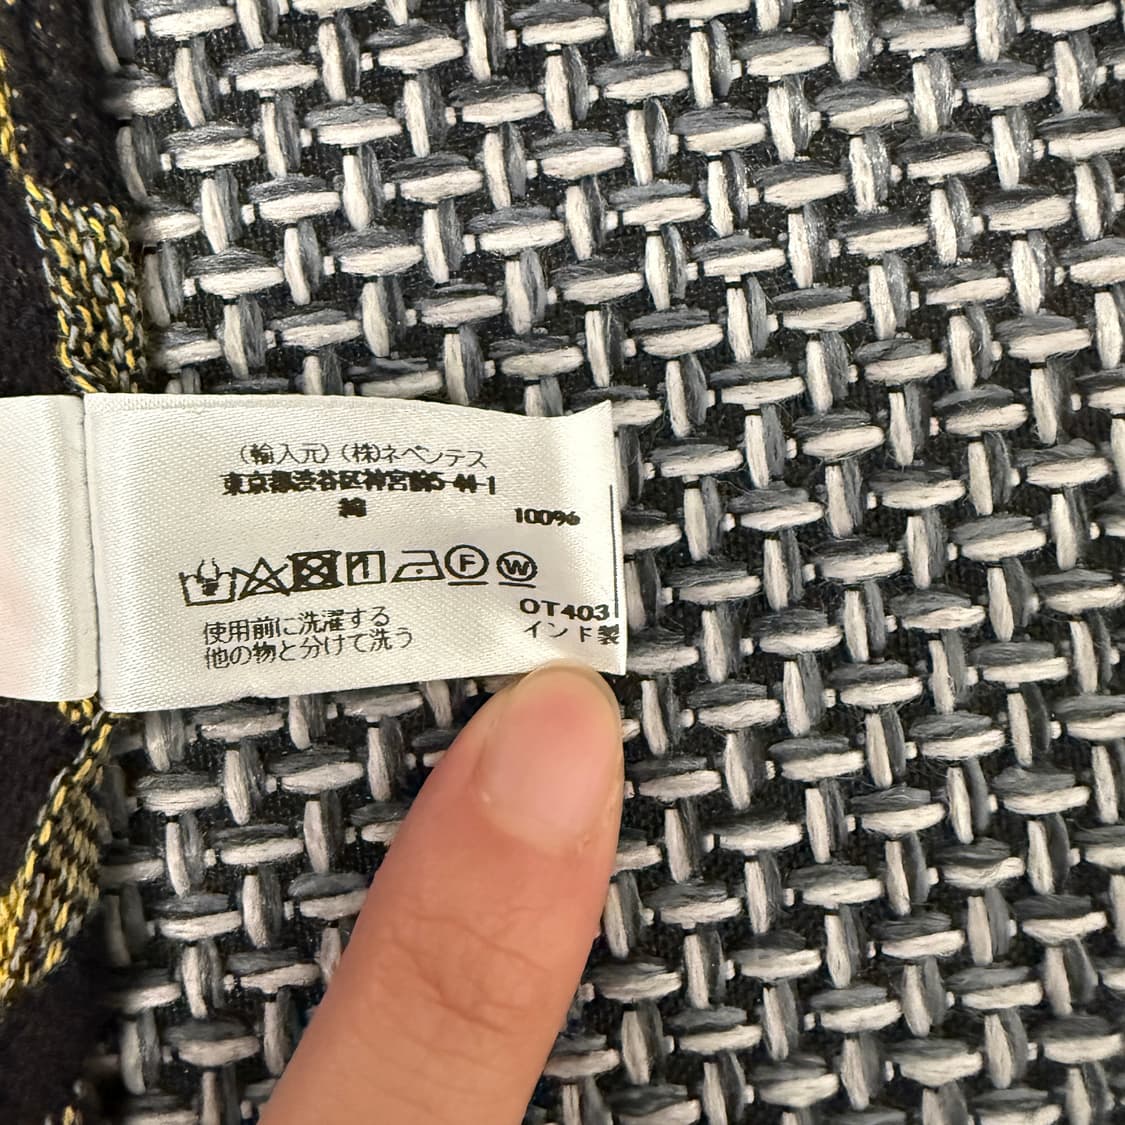 (輸入元) (株)ネペンテス
東京都渋谷区神宮前5-44-1
綿 100%
F W
OT403
インド製
使用前に洗濯する
他の物と分けて洗う